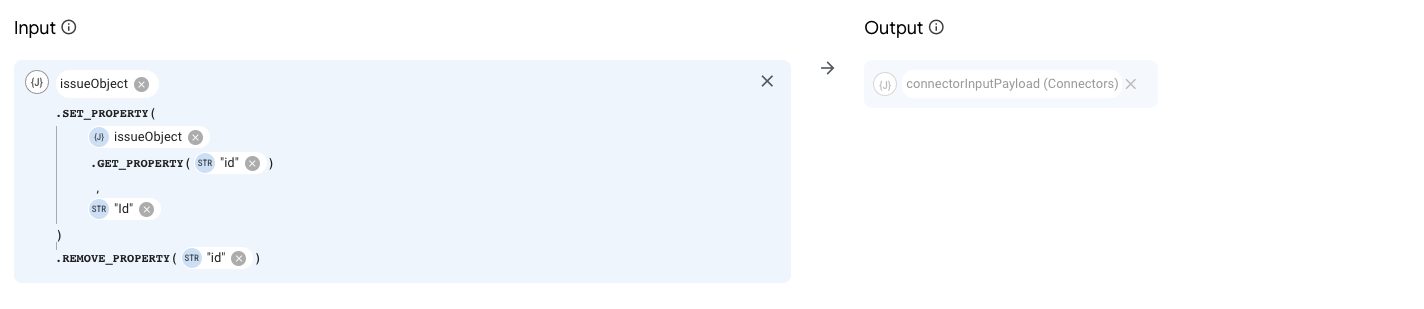 Input
Output
{J} issueObject
.SET_PROPERTY(
{J} issueObject
.GET_PROPERTY( STR "id" )
,
STR "Id"
)
.REMOVE_PROPERTY( STR "id" )
{J} connectorInputPayload (Connectors)